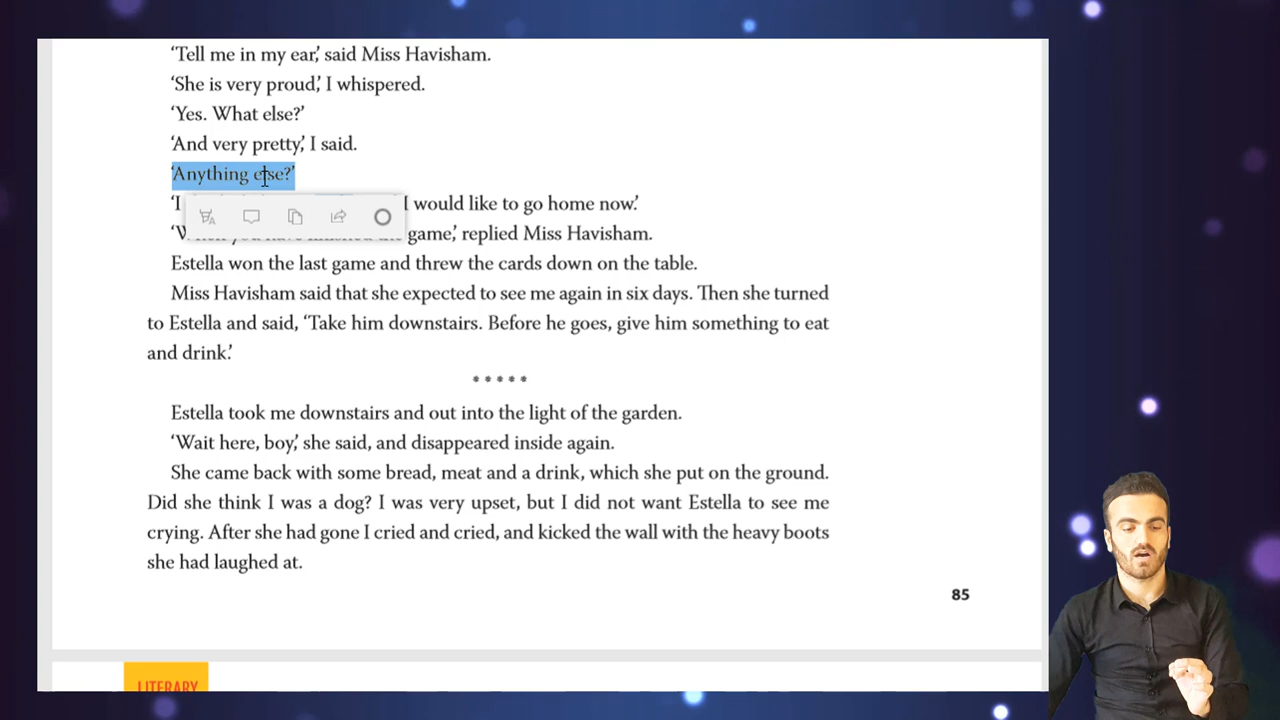 ‘Tell me in my ear,’ said Miss Havisham.
‘She is very proud,’ I whispered.
‘Yes. What else?’
‘And very pretty,’ I said.
‘Anything else?’
‘I I would like to go home now.’
game,’ replied Miss Havisham.
Estella won the last game and threw the cards down on the table.
Miss Havisham said that she expected to see me again in six days. Then she turned
to Estella and said, ‘Take him downstairs. Before he goes, give him something to eat
and drink.’
*****
Estella took me downstairs and out into the light of the garden.
‘Wait here, boy,’ she said, and disappeared inside again.
She came back with some bread, meat and a drink, which she put on the ground.
Did she think I was a dog? I was very upset, but I did not want Estella to see me
crying. After she had gone I cried and cried, and kicked the wall with the heavy boots
she had laughed at.
85
LITERARY